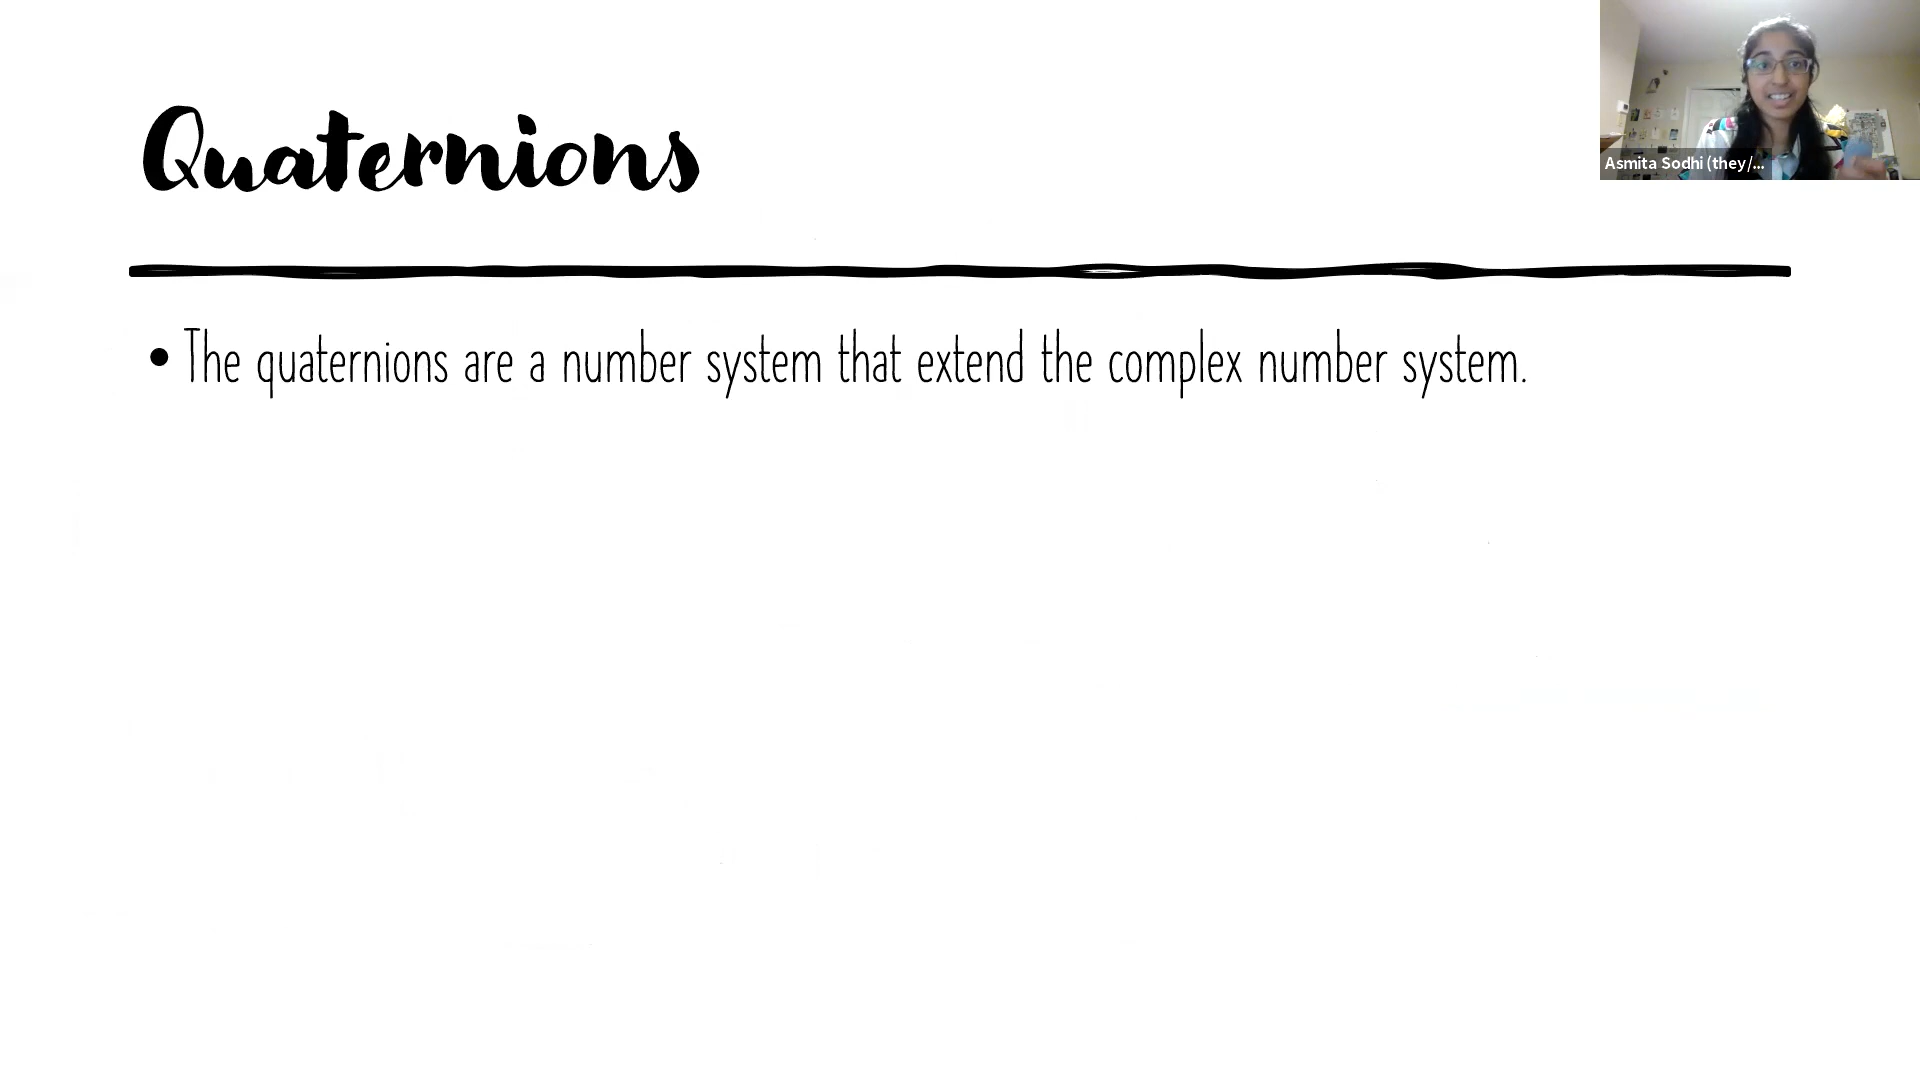 Quaternions
Asmita Sodhi (they/...
• The quaternions are a number system that extend the complex number system.